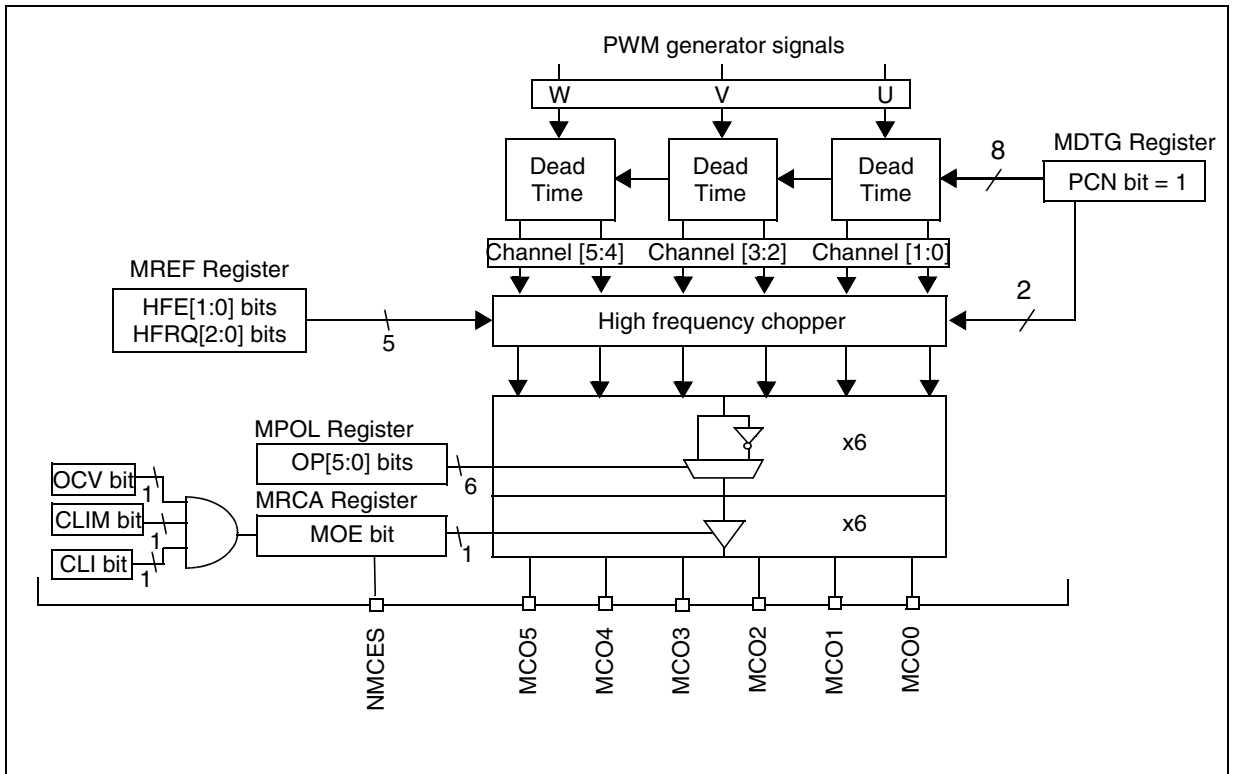 PWM generator signals
W V U
MDTG Register
8
PCN bit = 1
Dead Time
Dead Time
Dead Time
Channel [5:4] Channel [3:2] Channel [1:0]
MREF Register
HFE[1:0] bits
HFRQ[2:0] bits
5
High frequency chopper
2
MPOL Register
OP[5:0] bits
6
x6
OCV bit
1
CLIM bit
1
CLI bit
1
MRCA Register
MOE bit
1
x6
NMCES
MCO5
MCO4
MCO3
MCO2
MCO1
MCO0